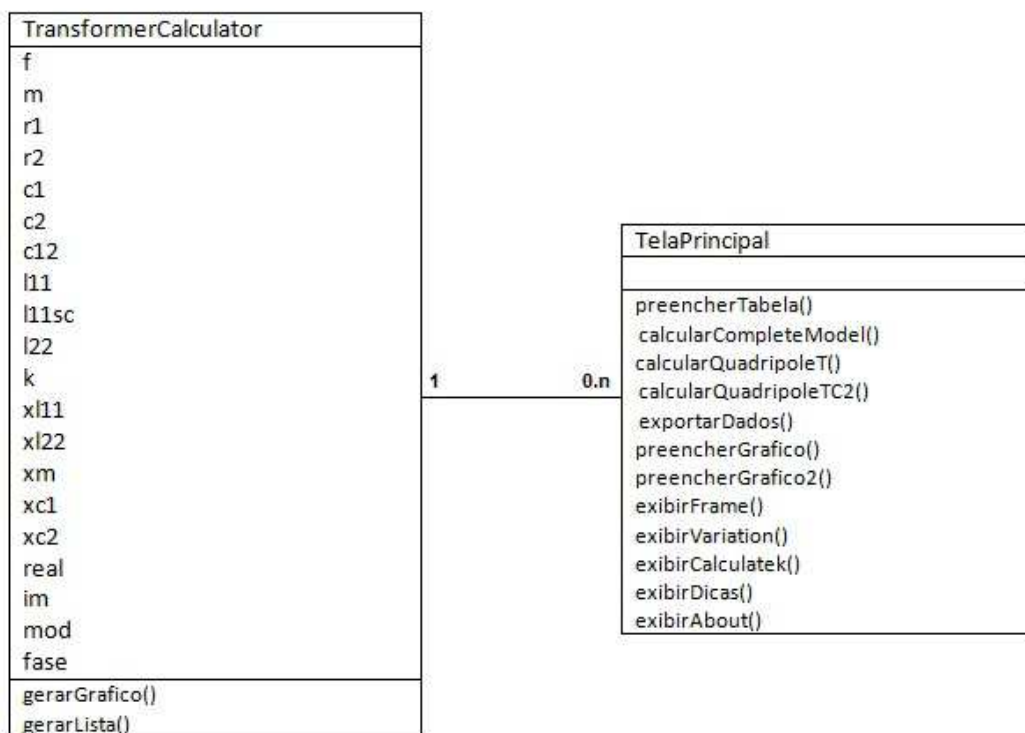 TransformerCalculator
f
m
r1
r2
c1
c2
c12
l11
l11sc
l22
k
xl11
xl22
xm
xc1
xc2
real
im
mod
fase
gerarGrafico()
gerarLista()
1
0.n
TelaPrincipal
preencherTabela()
calcularCompleteModel()
calcularQuadripoleT()
calcularQuadripoleTC2()
exportarDados()
preencherGrafico()
preencherGrafico2()
exibirFrame()
exibirVariation()
exibirCalculatek()
exibirDicas()
exibirAbout()